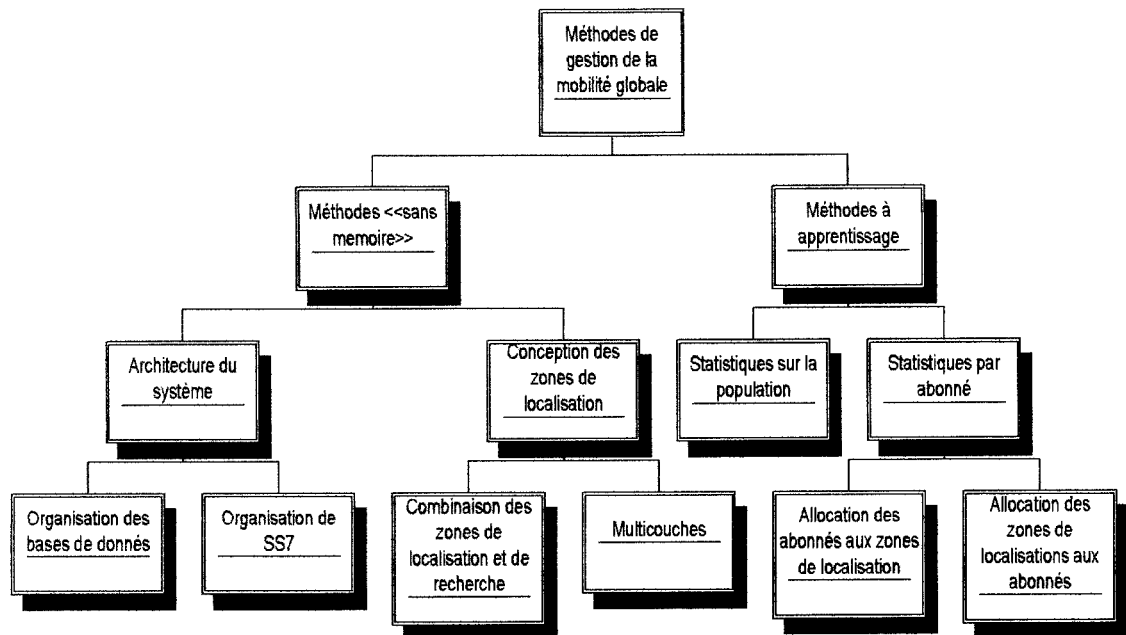 Méthodes de
gestion de la
mobilité globale
Méthodes <<sans
memoire>>
Méthodes à
apprentissage
Architecture du
système
Conception des
zones de
localisation
Statistiques sur la
population
Statistiques par
abonné
Organisation des
bases de donnés
Organisation de
SS7
Combinaison des
zones de
localisation et de
recherche
Multicouches
Allocation des
abonnés aux zones
de localisation
Allocation des
zones de
localisations aux
abonnés